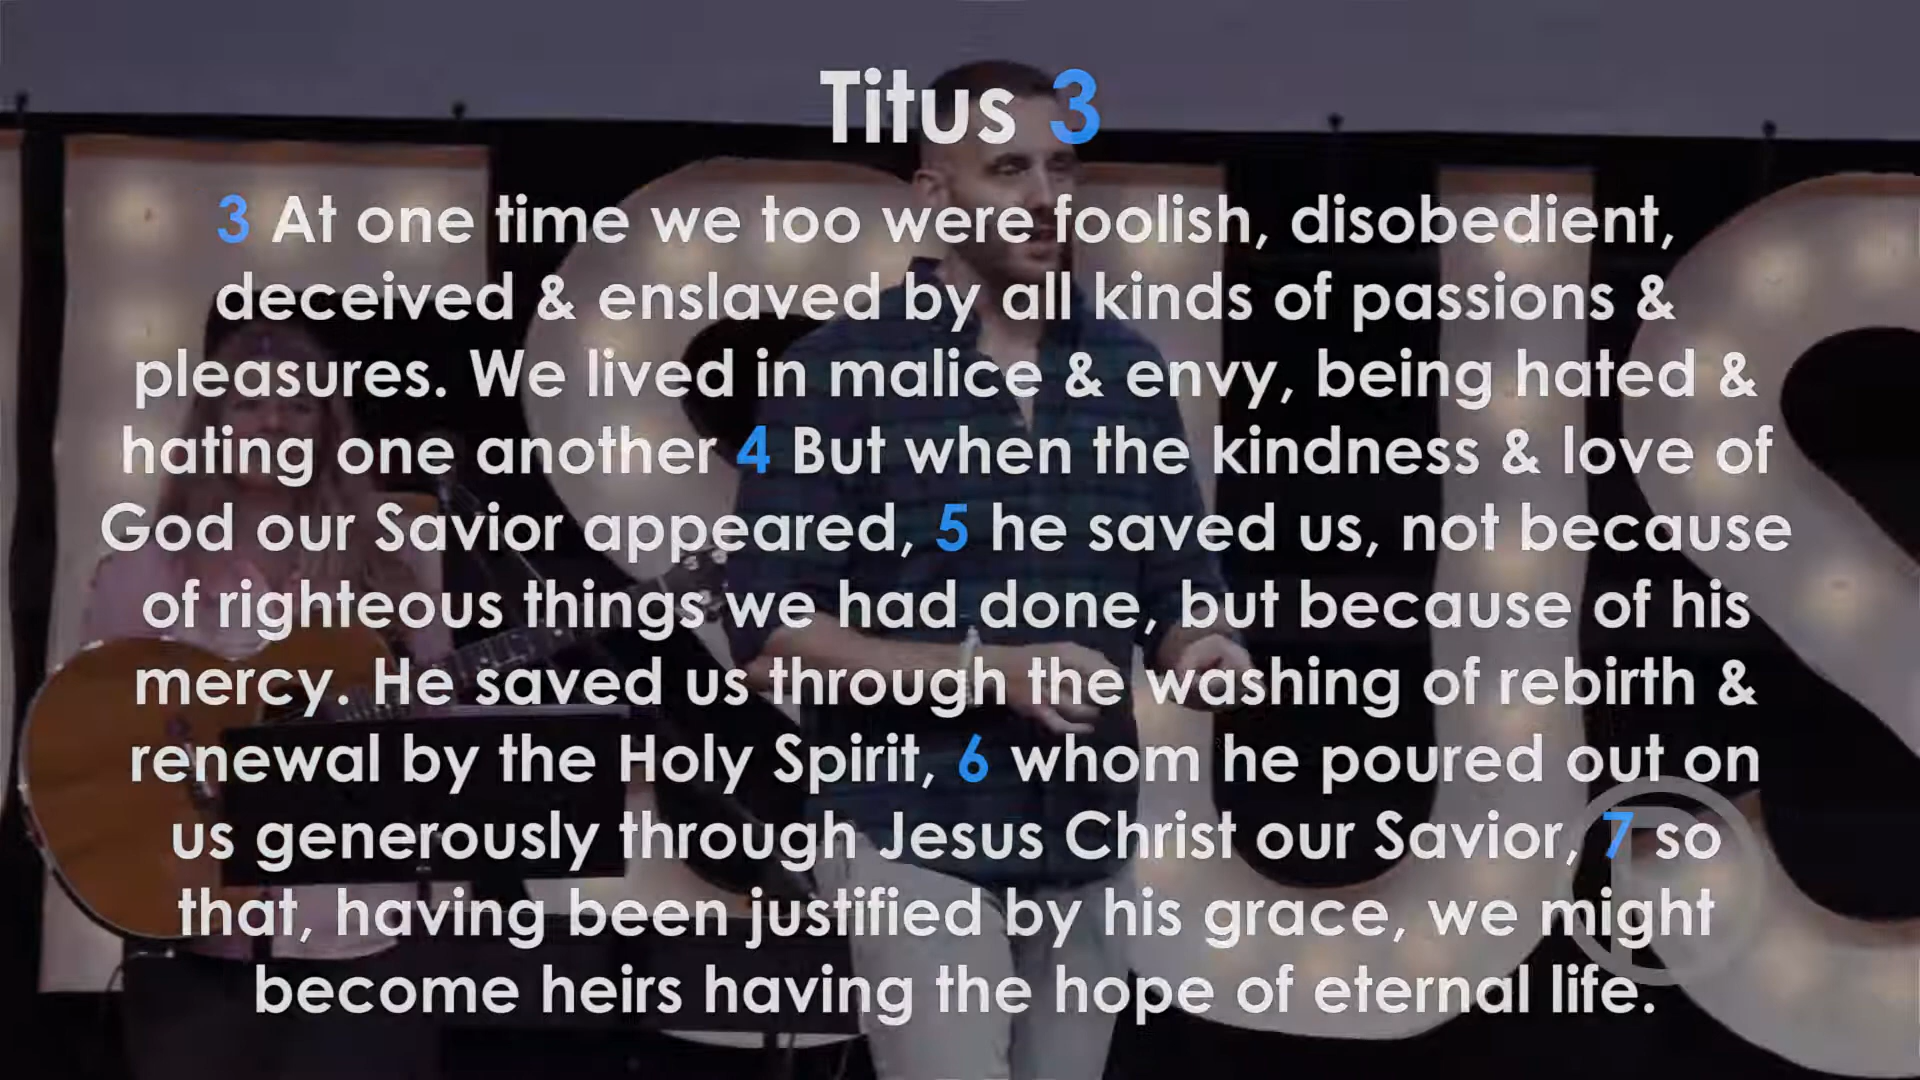 Titus 3
3 At one time we too were foolish, disobedient,
deceived & enslaved by all kinds of passions &
pleasures. We lived in malice & envy, being hated &
hating one another 4 But when the kindness & love of
God our Savior appeared, 5 he saved us, not because
of righteous things we had done, but because of his
mercy. He saved us through the washing of rebirth &
renewal by the Holy Spirit, 6 whom he poured out on
us generously through Jesus Christ our Savior, 7 so
that, having been justified by his grace, we might
become heirs having the hope of eternal life.